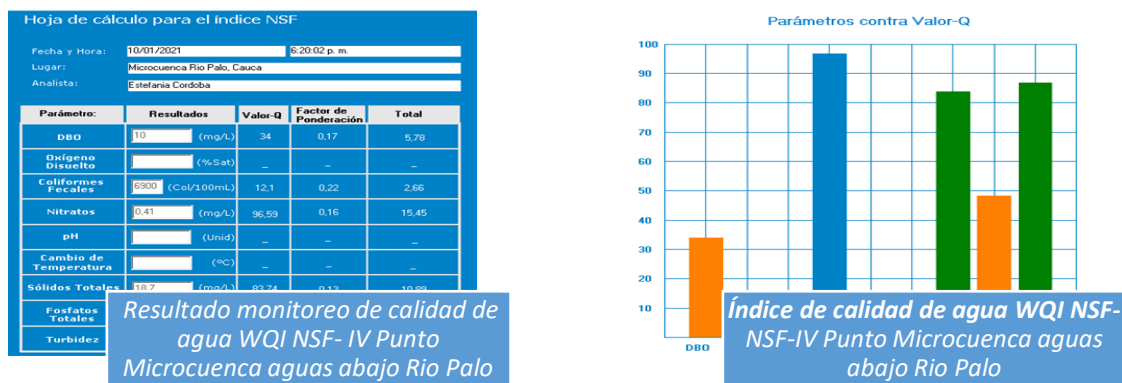 Hoja de cálculo para el índice NSF
Fecha y Hora: 10/01/2021 6:20:02 p. m.
Lugar: Microcuenca Rio Palo, Cauca
Analista: Estefania Cordoba
Parámetro: Resultados Valor-Q Factor de Ponderación Total
DBO 10 (mg/L) 34 0,17 5,78
Oxígeno Disuelto (%Sat) _ _ _
Coliformes Fecales 6900 (Col/100mL) 12,1 0,22 2,66
Nitratos 0,41 (mg/L) 96,59 0,16 15,45
pH (Unid) _ _ _
Cambio de Temperatura (ºC) _ _ _
Sólidos Totales 18,7 (mg/L) 83,74 0,13 10,89
Fosfatos Totales
Turbidez
Resultado monitoreo de calidad de
agua WQI NSF- IV Punto
Microcuenca aguas abajo Rio Palo
Parámetros contra Valor-Q
100
90
80
70
60
50
40
30
20
10
DBO
Índice de calidad de agua WQI NSF-
NSF-IV Punto Microcuenca aguas
abajo Rio Palo